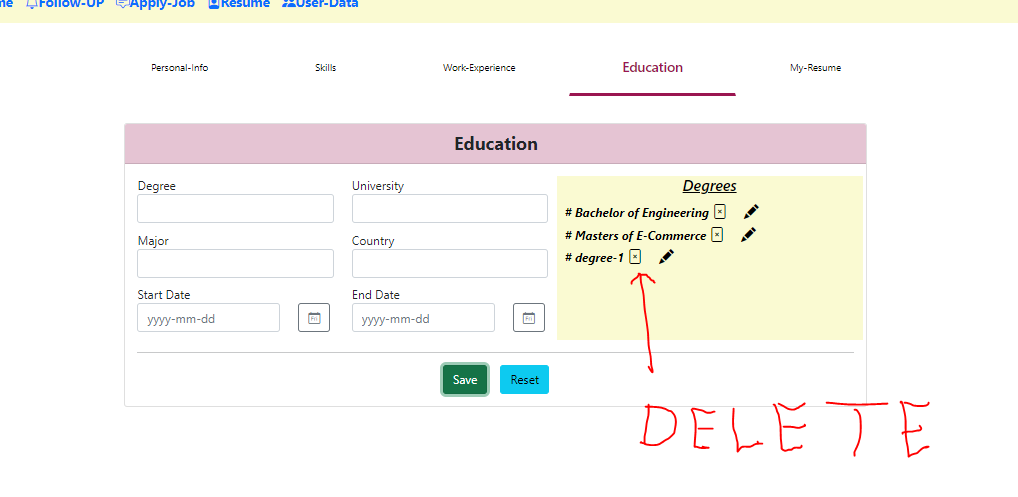 me Follow-UP Apply-Job Resume User-Data
Personal-Info Skills Work-Experience Education My-Resume
Education
Degree University
Major Country
Start Date End Date
yyyy-mm-dd Fri yyyy-mm-dd Fri
Degrees
# Bachelor of Engineering
# Masters of E-Commerce
# degree-1
Save Reset
DELETE